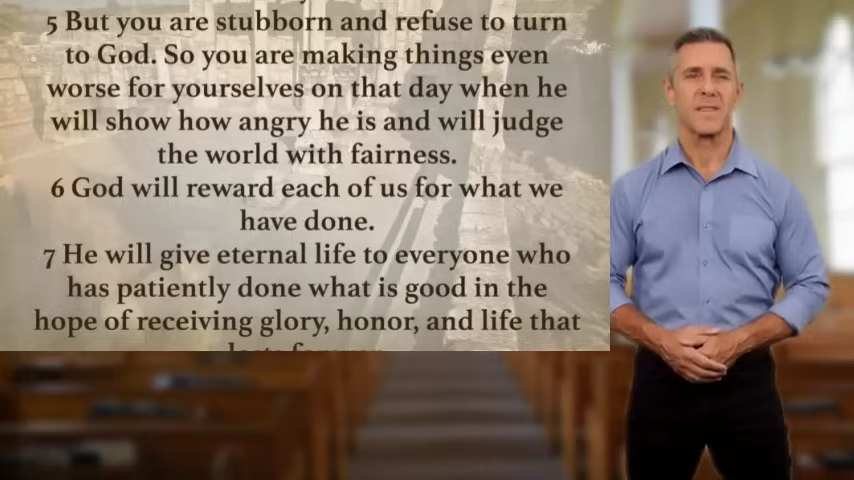 5 But you are stubborn and refuse to turn
to God. So you are making things even
worse for yourselves on that day when he
will show how angry he is and will judge
the world with fairness.
6 God will reward each of us for what we
have done.
7 He will give eternal life to everyone who
has patiently done what is good in the
hope of receiving glory, honor, and life that